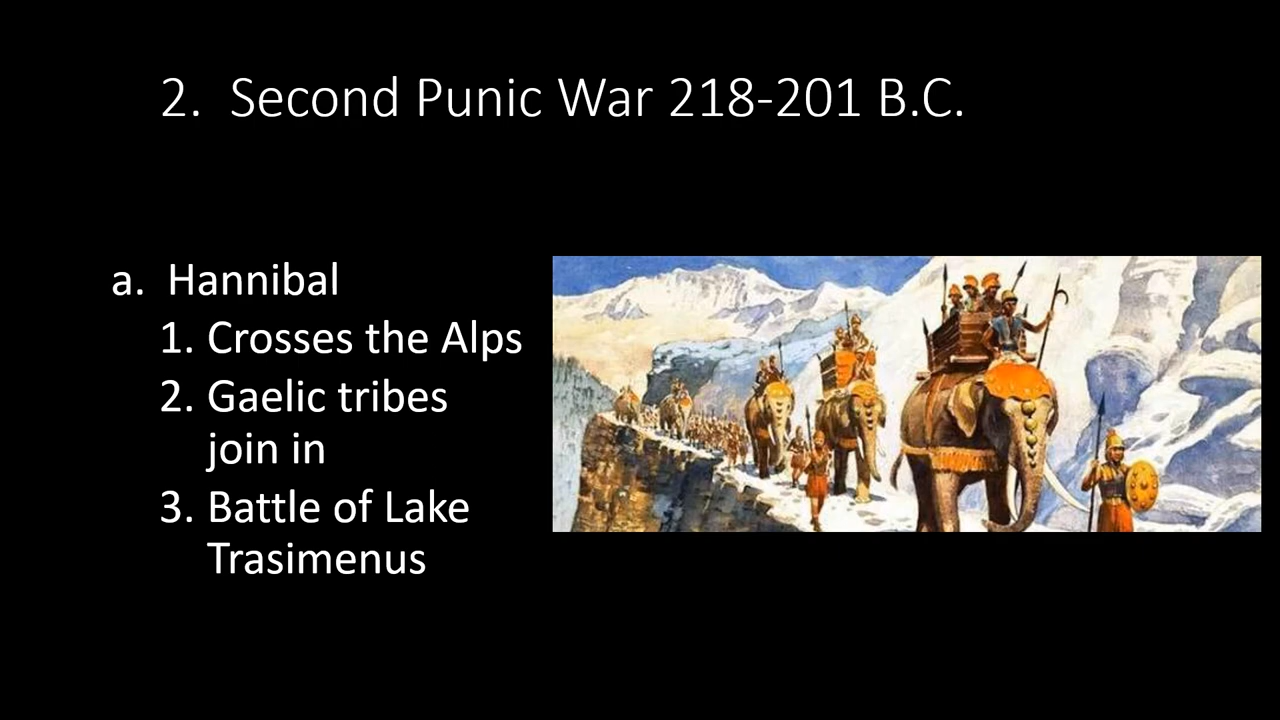 2. Second Punic War 218-201 B.C.
a. Hannibal
1. Crosses the Alps
2. Gaelic tribes
join in
3. Battle of Lake
Trasimenus